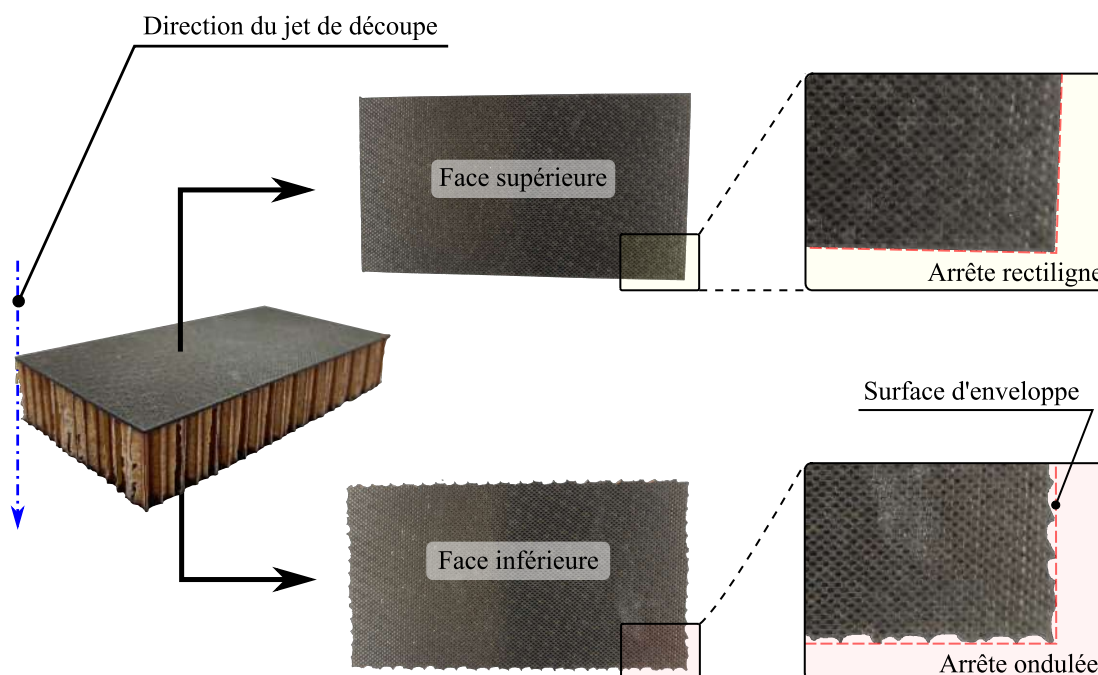 Direction du jet de découpe
Face supérieure
Arrête rectiligne
Surface d'enveloppe
Face inférieure
Arrête ondulée